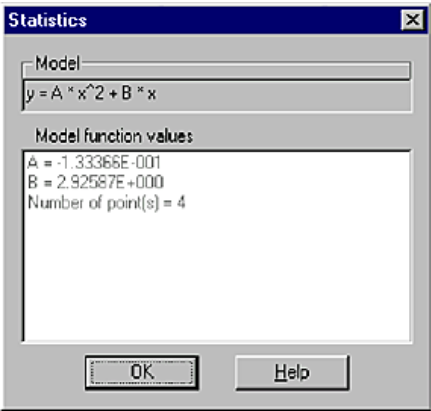 Statistics
Model
y = A * x^2 + B * x
Model function values
A = -1.33366E-001
B = 2.92587E+000
Number of point(s) = 4
OK
Help